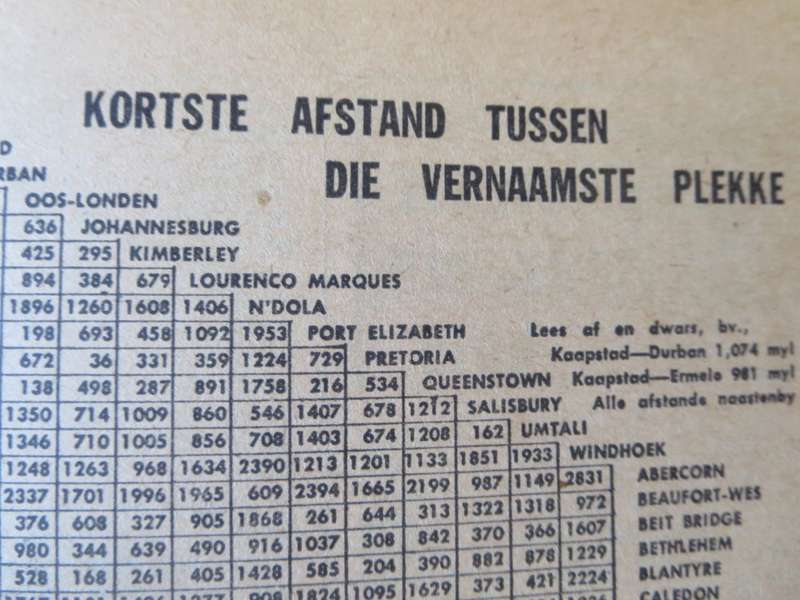 KORTSTE AFSTAND TUSSEN
DIE VERNAAMSTE PLEKKE
D
RBAN
OOS-LONDEN
636 JOHANNESBURG
425 295 KIMBERLEY
894 384 679 LOURENCO MARQUES
1896 1260 1608 1406 N'DOLA
198 693 458 1092 1953 PORT ELIZABETH Lees af en dwars, bv.,
672 36 331 359 1224 729 PRETORIA Kaapstad—Durban 1,074 myl
138 498 287 891 1758 216 534 QUEENSTOWN Kaapstad—Ermelo 981 myl
1350 714 1009 860 546 1407 678 1212 SALISBURY Alle afstande naastenby
1346 710 1005 856 708 1403 674 1208 162 UMTALI
1248 1263 968 1634 2390 1213 1201 1133 1851 1933 WINDHOEK
2337 1701 1996 1965 609 2394 1665 2199 987 1149 2831 ABERCORN
376 608 327 905 1868 261 644 313 1322 1318 972 BEAUFORT-WES
980 344 639 490 916 1037 308 842 370 366 1607 BEIT BRIDGE
528 168 261 405 1428 585 204 390 882 878 1229 BETHLEHEM
908 1824 1095 1629 373 421 2224 BLANTYRE
CALEDON